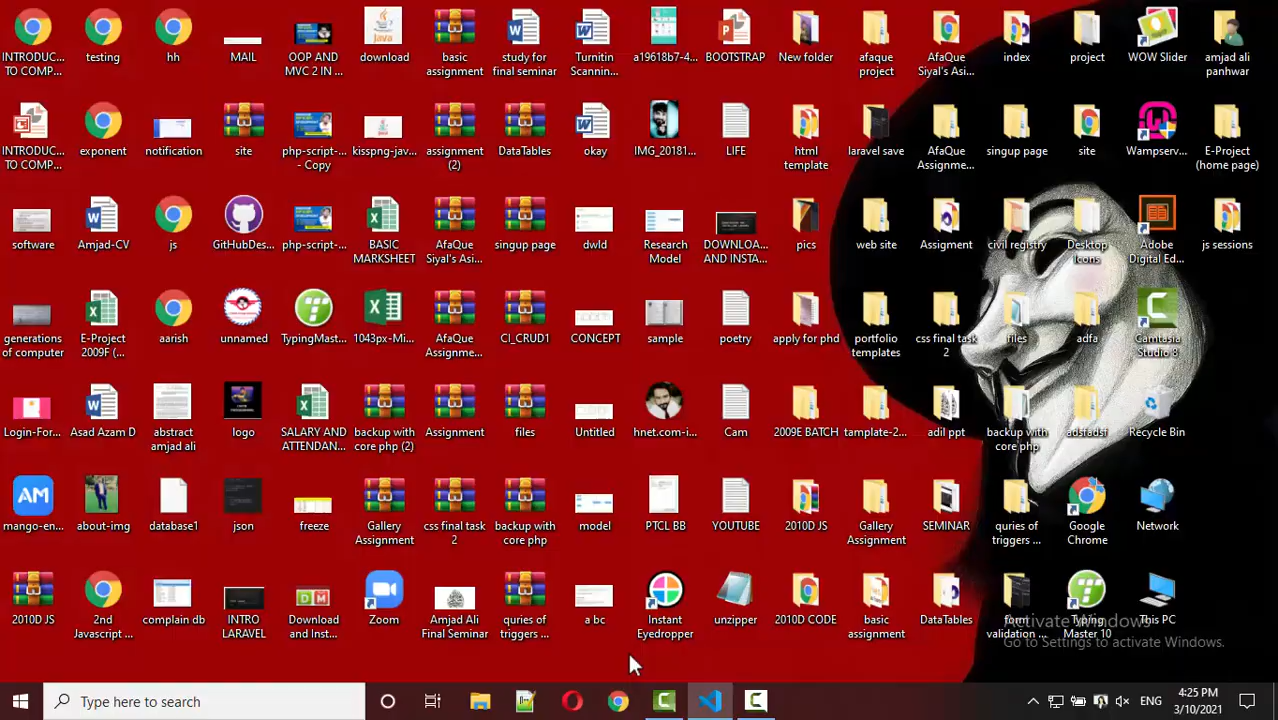 INTRODUC...
TO COMP...
testing
hh
MAIL
OOP AND
MVC 2 IN ...
download
basic
assignment
study for
final seminar
Turnitin
Scannin...
a19618b7-4...
BOOTSTRAP
New folder
afaque
project
AfaQue
Siyal's Asi...
index
project
WOW Slider
amjad ali
panhwar
INTRODUC...
TO COMP...
exponent
notification
site
php-script-...
- Copy
kisspng-jav...
assignment
(2)
DataTables
okay
IMG_20181...
LIFE
html
template
laravel save
AfaQue
Assignme...
singup page
site
Wampserv...
E-Project
(home page)
software
Amjad-CV
js
GitHubDes...
php-script-...
BASIC
MARKSHEET
AfaQue
Siyal's Asi...
singup page
dwld
Research
Model
DOWNLOA...
AND INSTA...
pics
web site
Assigment
civil registry
Desktop
Icons
Adobe
Digital Ed...
js sessions
generations
of computer
E-Project
2009F (...
aarish
unnamed
TypingMast...
1043px-Mi...
AfaQue
Assignme...
CI_CRUD1
CONCEPT
sample
poetry
apply for phd
portfolio
templates
css final task
2
files
adfa
Camtasia
Studio 8
Login-For...
Asad Azam D
abstract
amjad ali
logo
SALARY AND
ATTENDAN...
backup with
core php (2)
Assignment
files
Untitled
hnet.com-i...
Cam
2009E BATCH
tamplate-2...
adil ppt
backup with
core php
adsfadsf
Recycle Bin
AM
mango-en...
about-img
database1
json
freeze
Gallery
Assignment
css final task
2
backup with
core php
model
PTCL BB
YOUTUBE
2010D JS
Gallery
Assignment
SEMINAR
quries of
triggers ...
Google
Chrome
Network
2010D JS
2nd
Javascript ...
complain db
INTRO
LARAVEL
Download
and Inst...
Zoom
Amjad Ali
Final Seminar
quries of
triggers ...
a bc
Instant
Eyedropper
unzipper
2010D CODE
basic
assignment
DataTables
form
validation ...
Typing
Master 10
This PC
Activate Windows
Go to Settings to activate Windows.
Type here to search
ENG
4:25 PM
3/10/2021